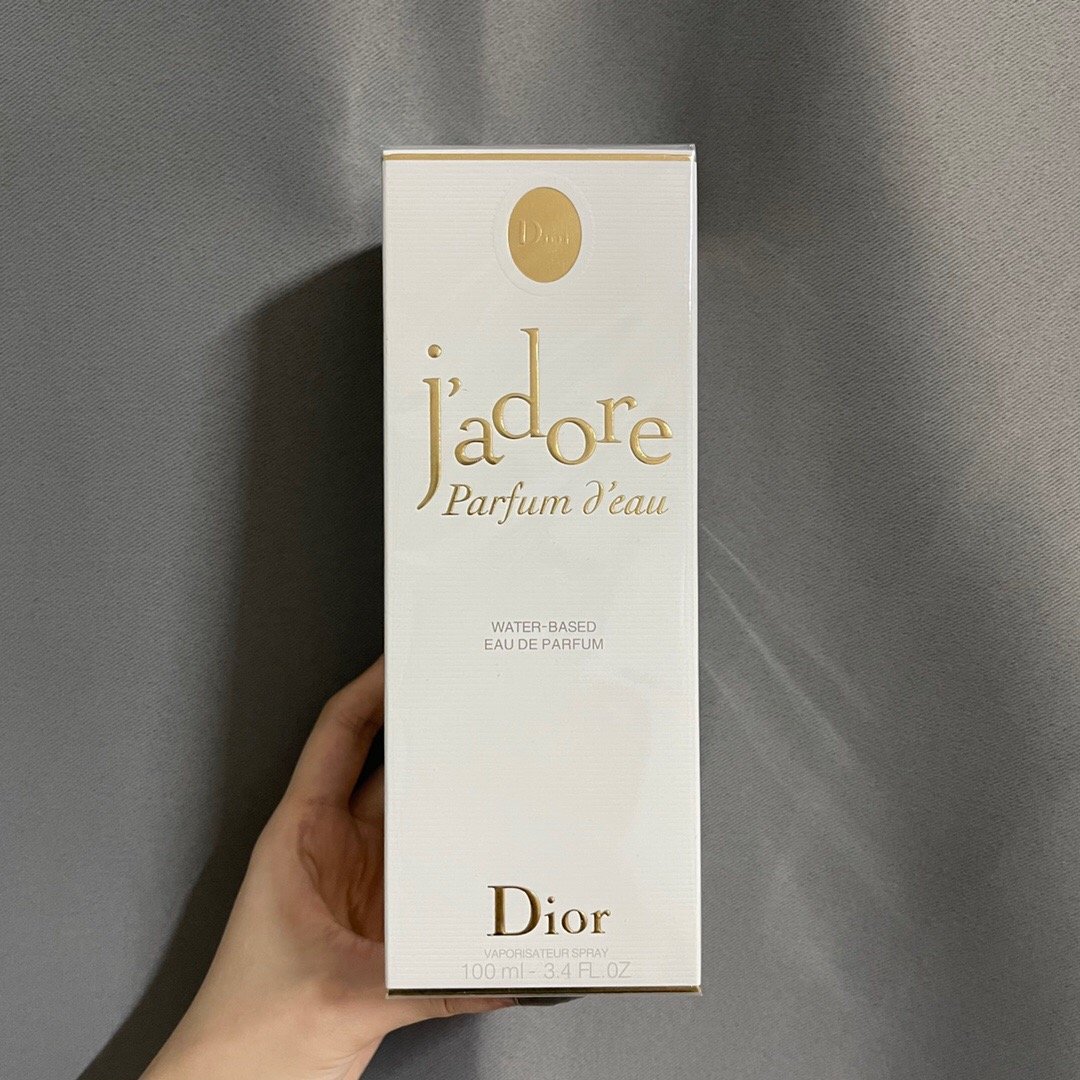 Dior
j'adore
Parfum d'eau
WATER-BASED
EAU DE PARFUM
Dior
VAPORISATEUR SPRAY
100 ml - 3.4 FL.OZ